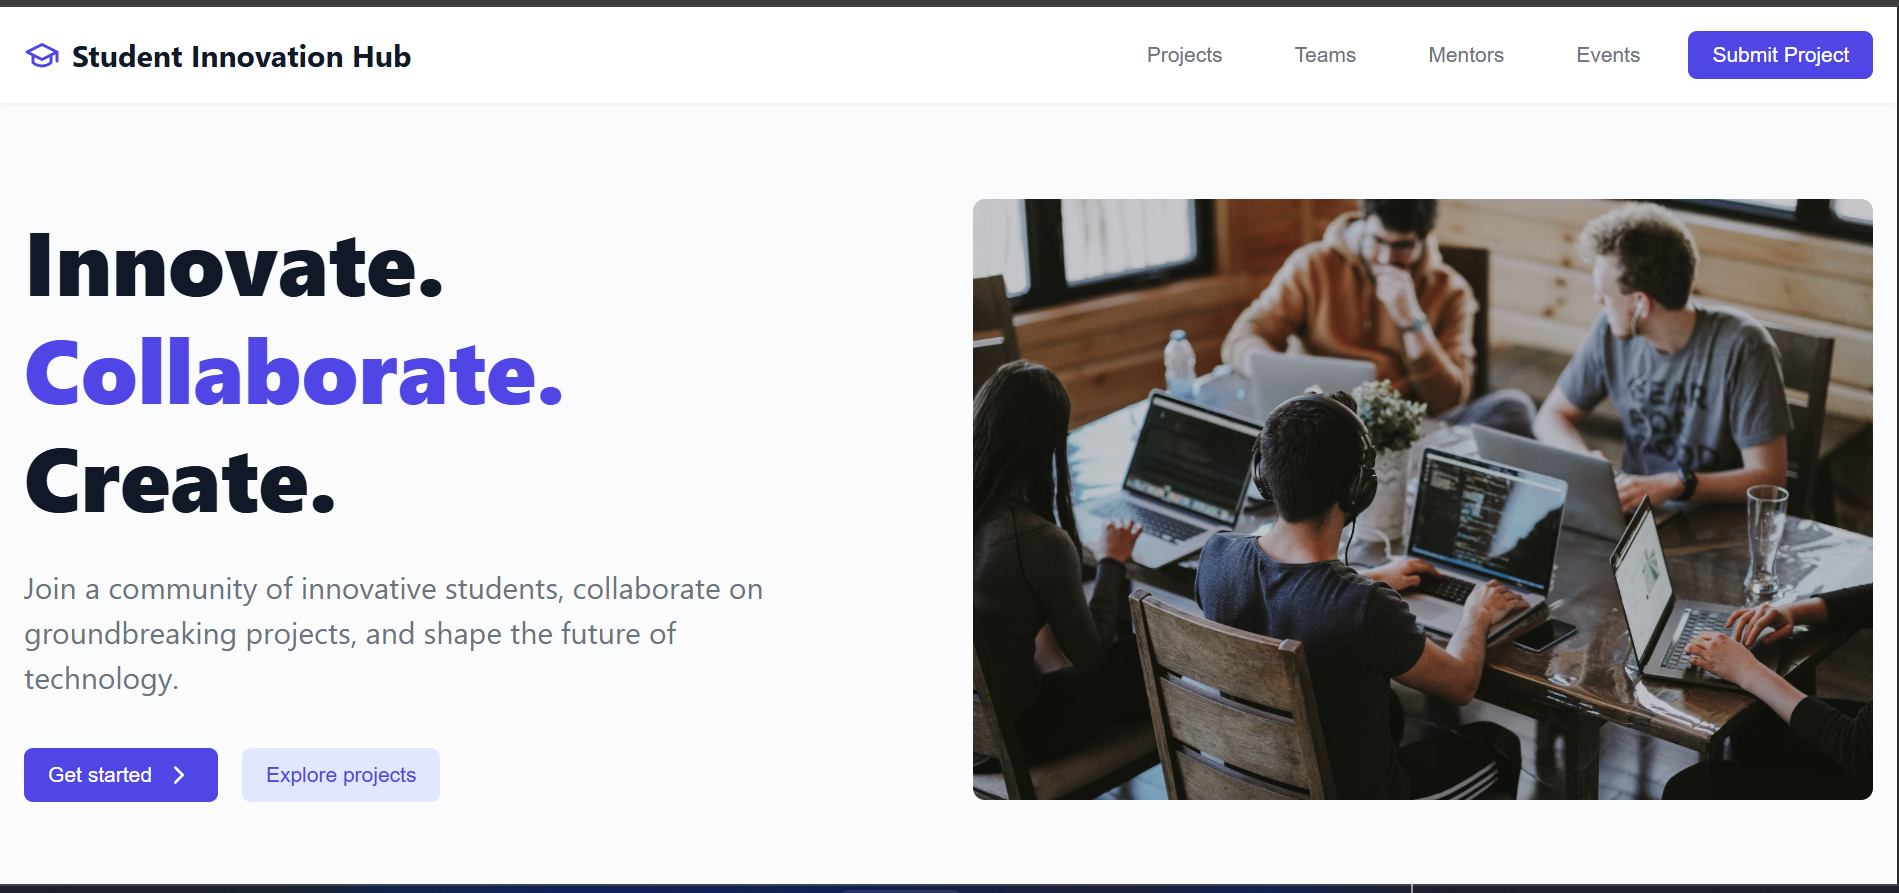 Student Innovation Hub
Projects
Teams
Mentors
Events
Submit Project
Innovate.
Collaborate.
Create.
Join a community of innovative students, collaborate on
groundbreaking projects, and shape the future of
technology.
Get started
Explore projects